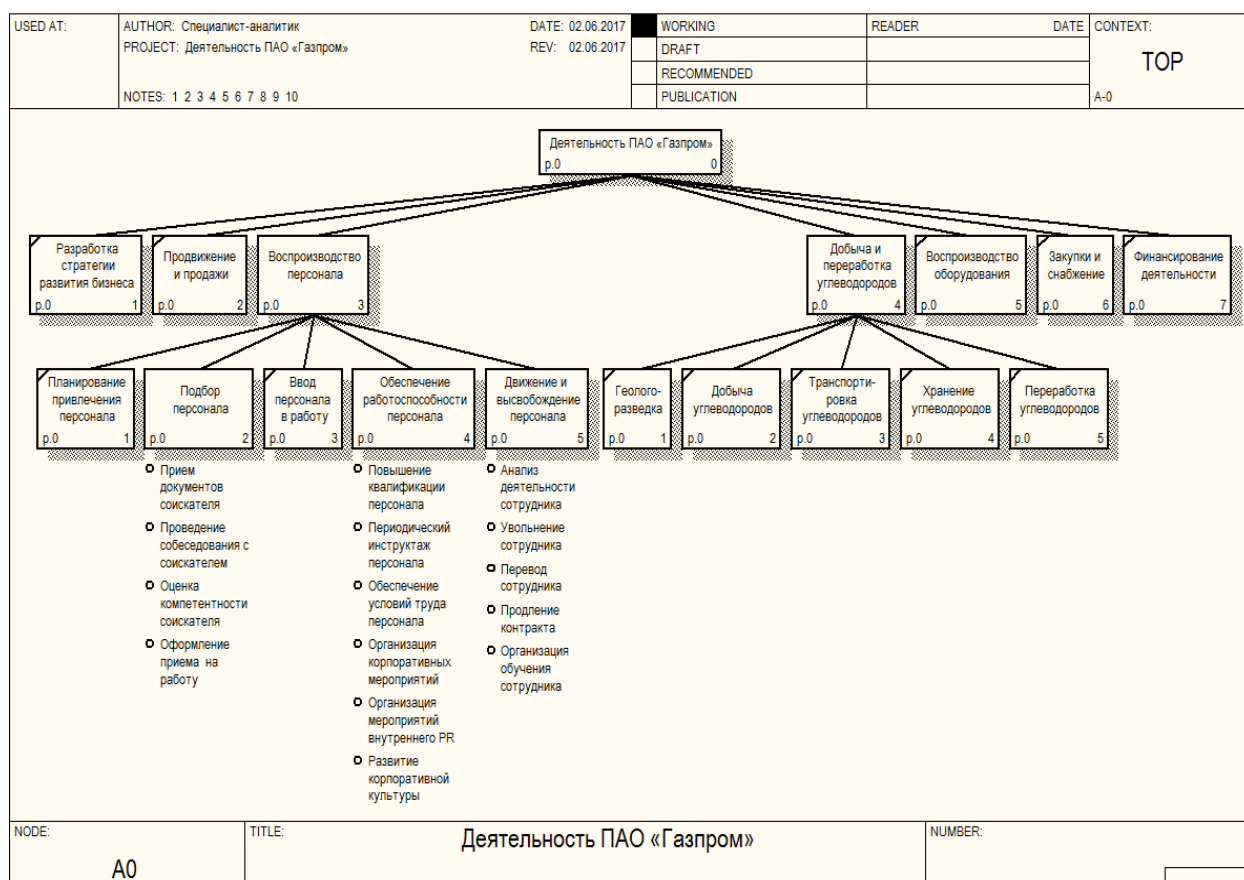 USED AT:
AUTHOR: Специалист-аналитик
DATE: 02.06.2017
PROJECT: Деятельность ПАО «Газпром»
REV: 02.06.2017
NOTES: 1 2 3 4 5 6 7 8 9 10
WORKING
DRAFT
RECOMMENDED
PUBLICATION
READER
DATE
CONTEXT:
TOP
A-0
Деятельность ПАО «Газпром»
p.0 0
Разработка
стратегии
развития бизнеса
p.0 1
Продвижение
и продажи
p.0 2
Воспроизводство
персонала
p.0 3
Добыча и
переработка
углеводородов
p.0 4
Воспроизводство
оборудования
p.0 5
Закупки и
снабжение
p.0 6
Финансирование
деятельности
p.0 7
Планирование
привлечения
персонала
p.0 1
Подбор
персонала
p.0 2
Ввод
персонала
в работу
p.0 3
Обеспечение
работоспособности
персонала
p.0 4
Движение и
высвобождение
персонала
p.0 5
Геолого-
разведка
p.0 1
Добыча
углеводородов
p.0 2
Транспорти-
ровка
углеводородов
p.0 3
Хранение
углеводородов
p.0 4
Переработка
углеводородов
p.0 5
Прием
документов
соискателя
Проведение
собеседования с
соискателем
Оценка
компетентности
соискателя
Оформление
приема на
работу
Повышение
квалификации
персонала
Периодический
инструктаж
персонала
Обеспечение
условий труда
персонала
Организация
корпоративных
мероприятий
Организация
мероприятий
внутреннего PR
Развитие
корпоративной
культуры
Анализ
деятельности
сотрудника
Увольнение
сотрудника
Перевод
сотрудника
Продление
контракта
Организация
обучения
сотрудника
NODE:
A0
TITLE:
Деятельность ПАО «Газпром»
NUMBER: